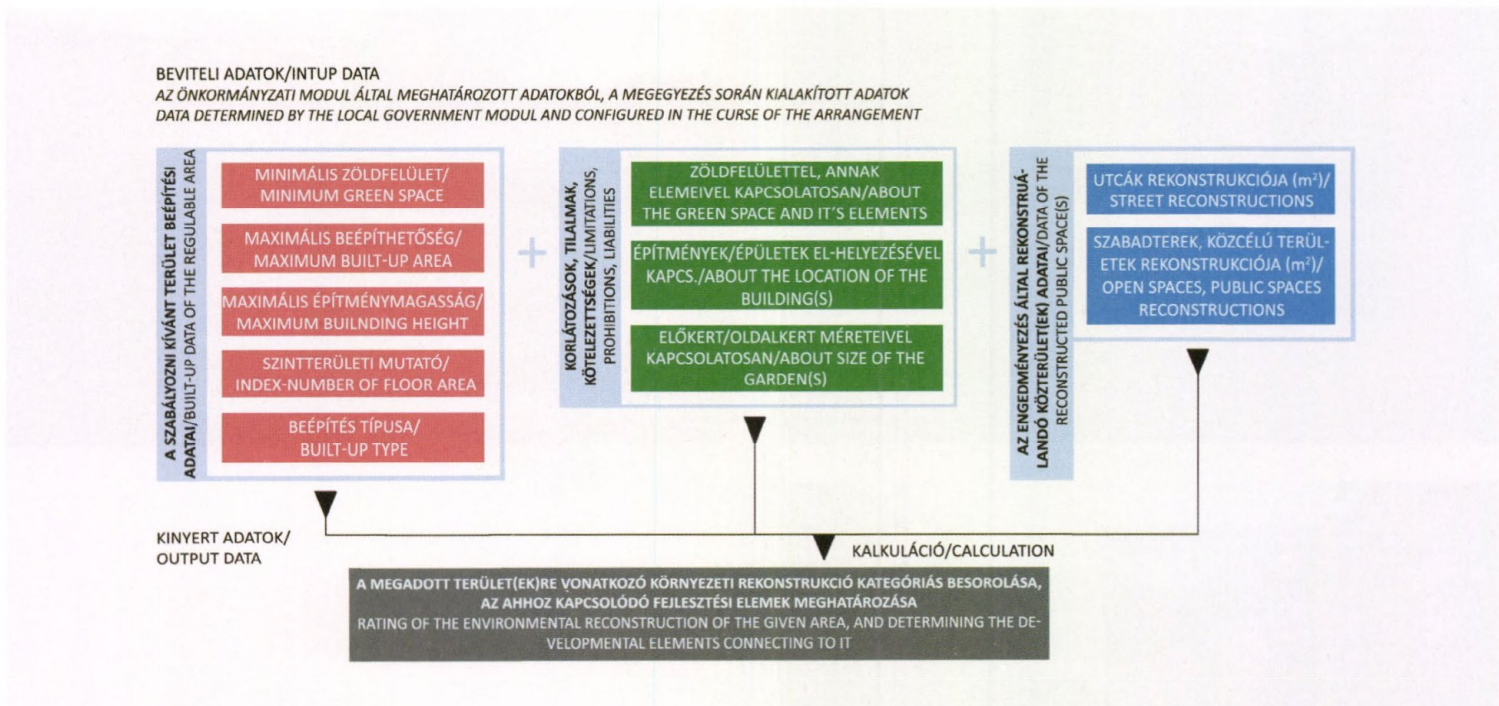 BEVITELI ADATOK/INTUP DATA
AZ ÖNKORMÁNYZATI MODUL ÁLTAL MEGHATÁROZOTT ADATOKBÓL, A MEGEGYEZÉS SORÁN KIALAKÍTOTT ADATOK
DATA DETERMINED BY THE LOCAL GOVERNMENT MODUL AND CONFIGURED IN THE CURSE OF THE ARRANGEMENT
A SZABÁLYOZNI KÍVÁNT TERÜLET BEÉPÍTÉSI
ADATAI/BUILT-UP DATA OF THE REGULABLE AREA
MINIMÁLIS ZÖLDFELÜLET/
MINIMUM GREEN SPACE
MAXIMÁLIS BEÉPÍTHETŐSÉG/
MAXIMUM BUILT-UP AREA
MAXIMÁLIS ÉPÍTMÉNYMAGASSÁG/
MAXIMUM BUILNDING HEIGHT
SZINTTERÜLETI MUTATÓ/
INDEX-NUMBER OF FLOOR AREA
BEÉPÍTÉS TÍPUSA/
BUILT-UP TYPE
+
KORLÁTOZÁSOK, TILALMAK,
KÖTELEZETTSÉGEK/LIMITATIONS,
PROHIBITIONS, LIABILITIES
ZÖLDFELÜLETTEL, ANNAK
ELEMEIVEL KAPCSOLATOSAN/ABOUT
THE GREEN SPACE AND IT'S ELEMENTS
ÉPÍTMÉNYEK/ÉPÜLETEK EL-HELYEZÉSÉVEL
KAPCS./ABOUT THE LOCATION OF THE
BUILDING(S)
ELŐKERT/OLDALKERT MÉRETEIVEL
KAPCSOLATOSAN/ABOUT SIZE OF THE
GARDEN(S)
+
AZ ENGEDMÉNYEZÉS ÁLTAL REKONSTRUÁ-
LANDÓ KÖZTERÜLET(EK) ADATAI/DATA OF THE
RECONSTRUCTED PUBLIC SPACE(S)
UTCÁK REKONSTRUKCIÓJA (m²)/
STREET RECONSTRUCTIONS
SZABADTEREK, KÖZCÉLÚ TERÜL-
ETEK REKONSTRUKCIÓJA (m²)/
OPEN SPACES, PUBLIC SPACES
RECONSTRUCTIONS
KINYERT ADATOK/
OUTPUT DATA
KALKULÁCIÓ/CALCULATION
A MEGADOTT TERÜLET(EK)RE VONATKOZÓ KÖRNYEZETI REKONSTRUKCIÓ KATEGÓRIÁS BESOROLÁSA,
AZ AHHOZ KAPCSOLÓDÓ FEJLESZTÉSI ELEMEK MEGHATÁROZÁSA
RATING OF THE ENVIRONMENTAL RECONSTRUCTION OF THE GIVEN AREA, AND DETERMINING THE DE-
VELOPMENTAL ELEMENTS CONNECTING TO IT